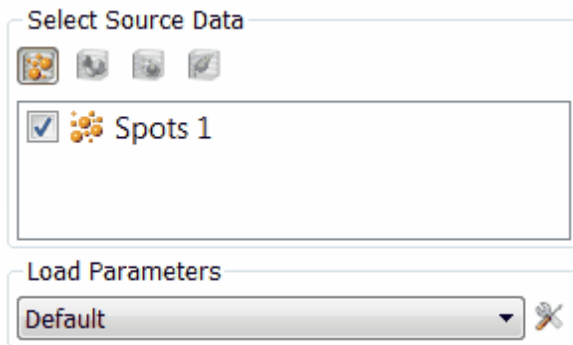 Select Source Data
Spots 1
Load Parameters
Default